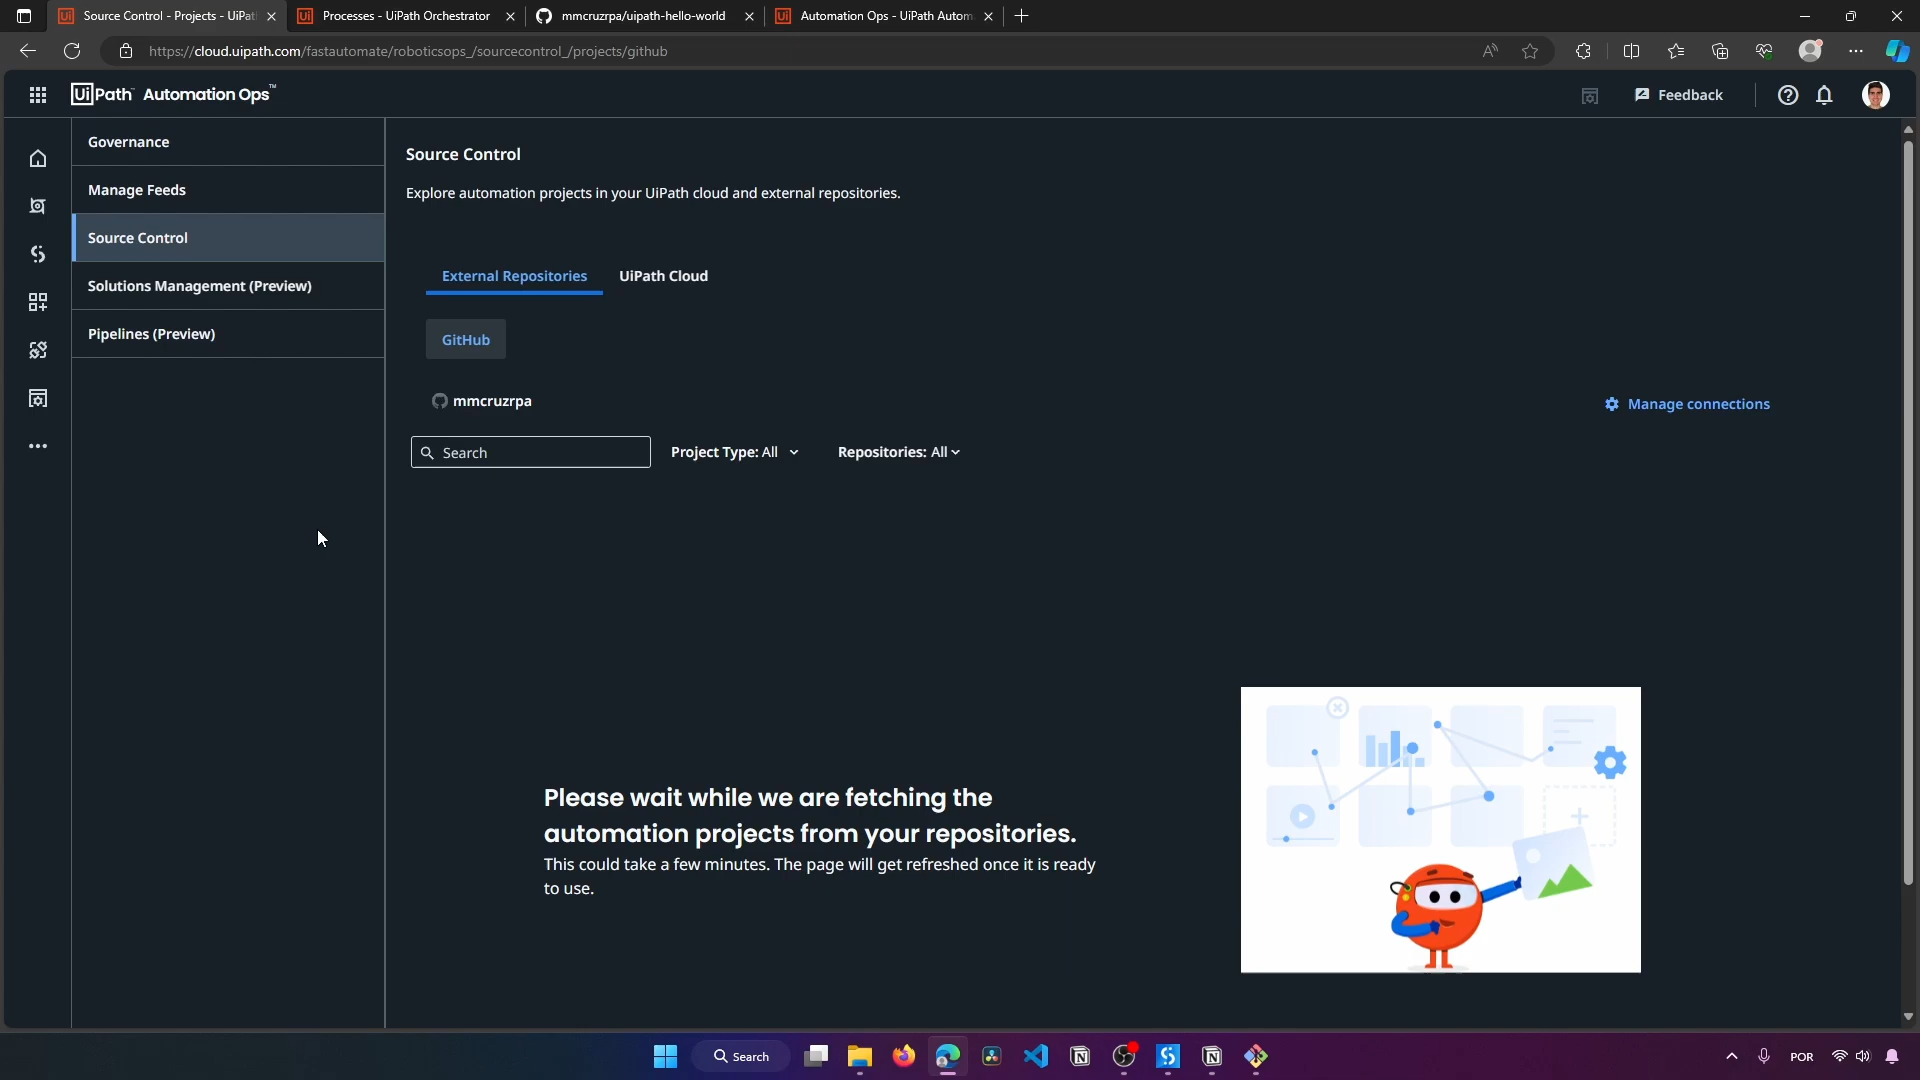 Source Control - Projects - UiPat
Processes - UiPath Orchestrator
mmcruzrpa/uipath-hello-world
Automation Ops - UiPath Autom
https://cloud.uipath.com/fastautomate/roboticsops_/sourcecontrol_/projects/github
UiPath Automation Ops™
Feedback
Governance
Manage Feeds
Source Control
Solutions Management (Preview)
Pipelines (Preview)
Source Control
Explore automation projects in your UiPath cloud and external repositories.
External Repositories
UiPath Cloud
GitHub
mmcruzrpa
Manage connections
Search
Project Type: All
Repositories: All
Please wait while we are fetching the
automation projects from your repositories.
This could take a few minutes. The page will get refreshed once it is ready
to use.
Search
POR